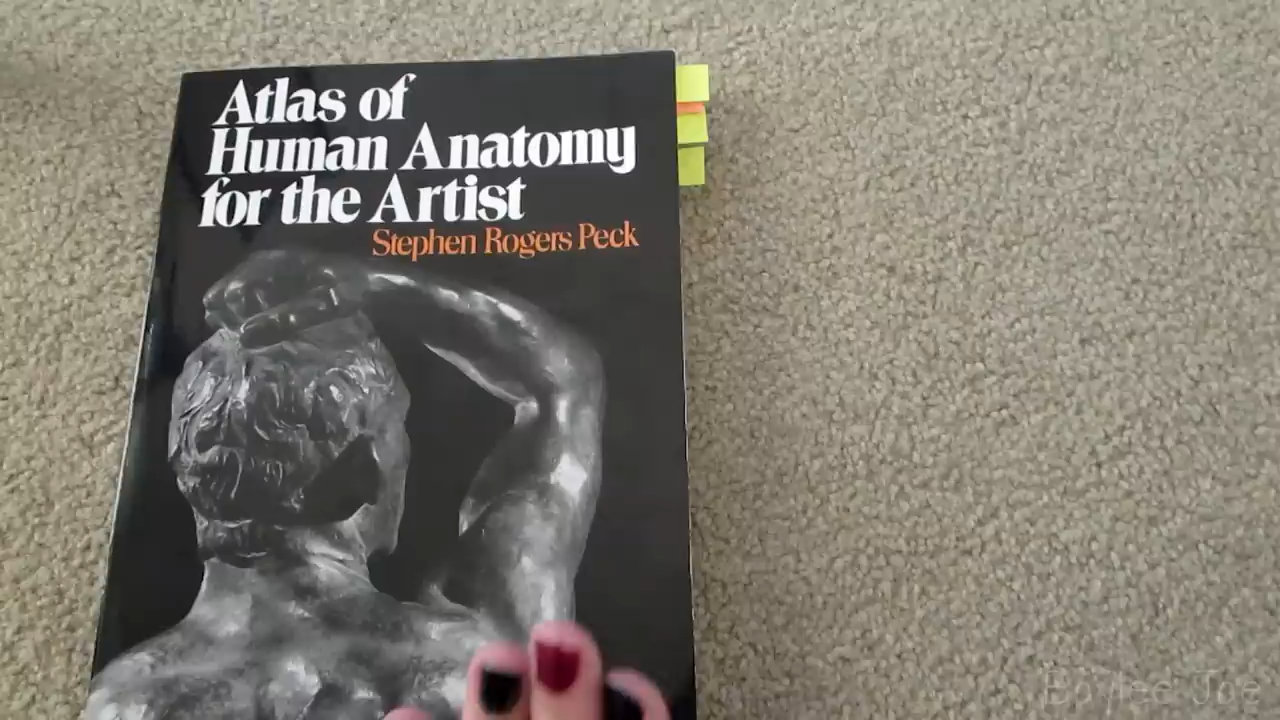 Atlas of
Human Anatomy
for the Artist
Stephen Rogers Peck